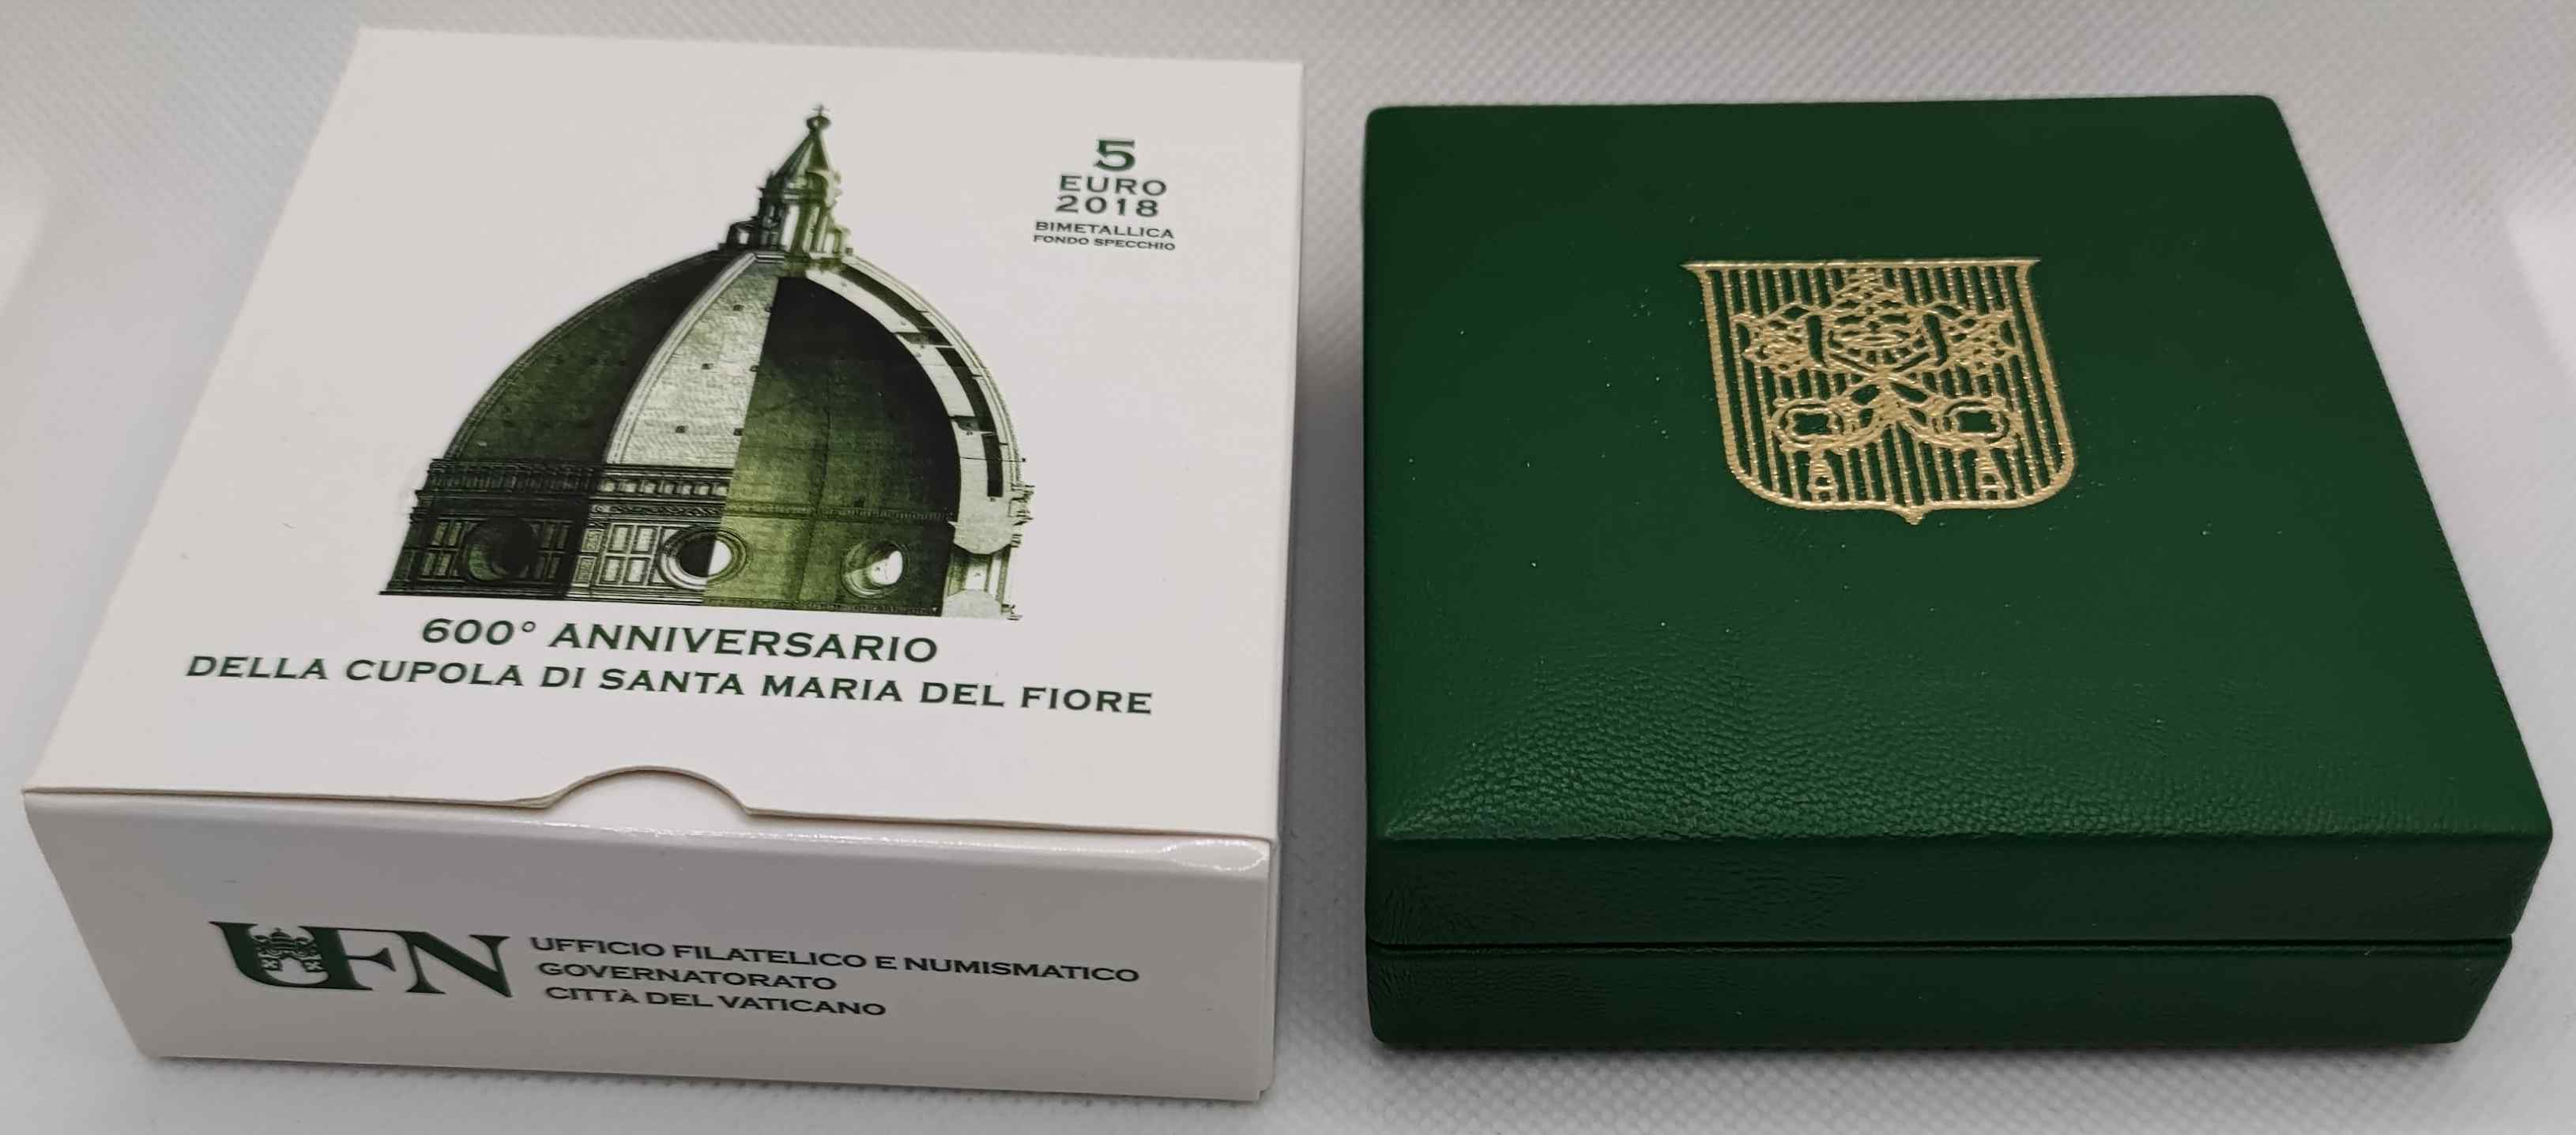 5
EURO
2018
BIMETALLICA
FONDO SPECCHIO
600° ANNIVERSARIO
DELLA CUPOLA DI SANTA MARIA DEL FIORE
UFN
UFFICIO FILATELICO E NUMISMATICO
GOVERNATORATO
CITTÀ DEL VATICANO